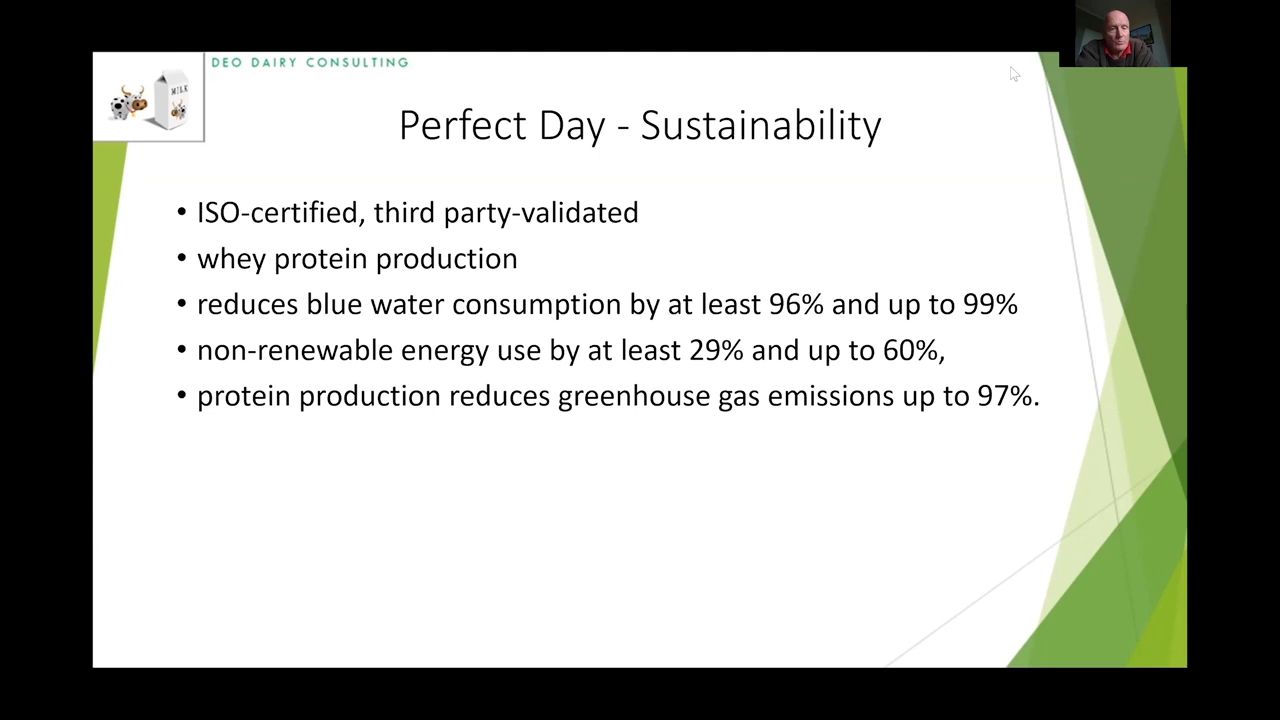 DEO DAIRY CONSULTING
MILK
Perfect Day - Sustainability
• ISO-certified, third party-validated
• whey protein production
• reduces blue water consumption by at least 96% and up to 99%
• non-renewable energy use by at least 29% and up to 60%,
• protein production reduces greenhouse gas emissions up to 97%.